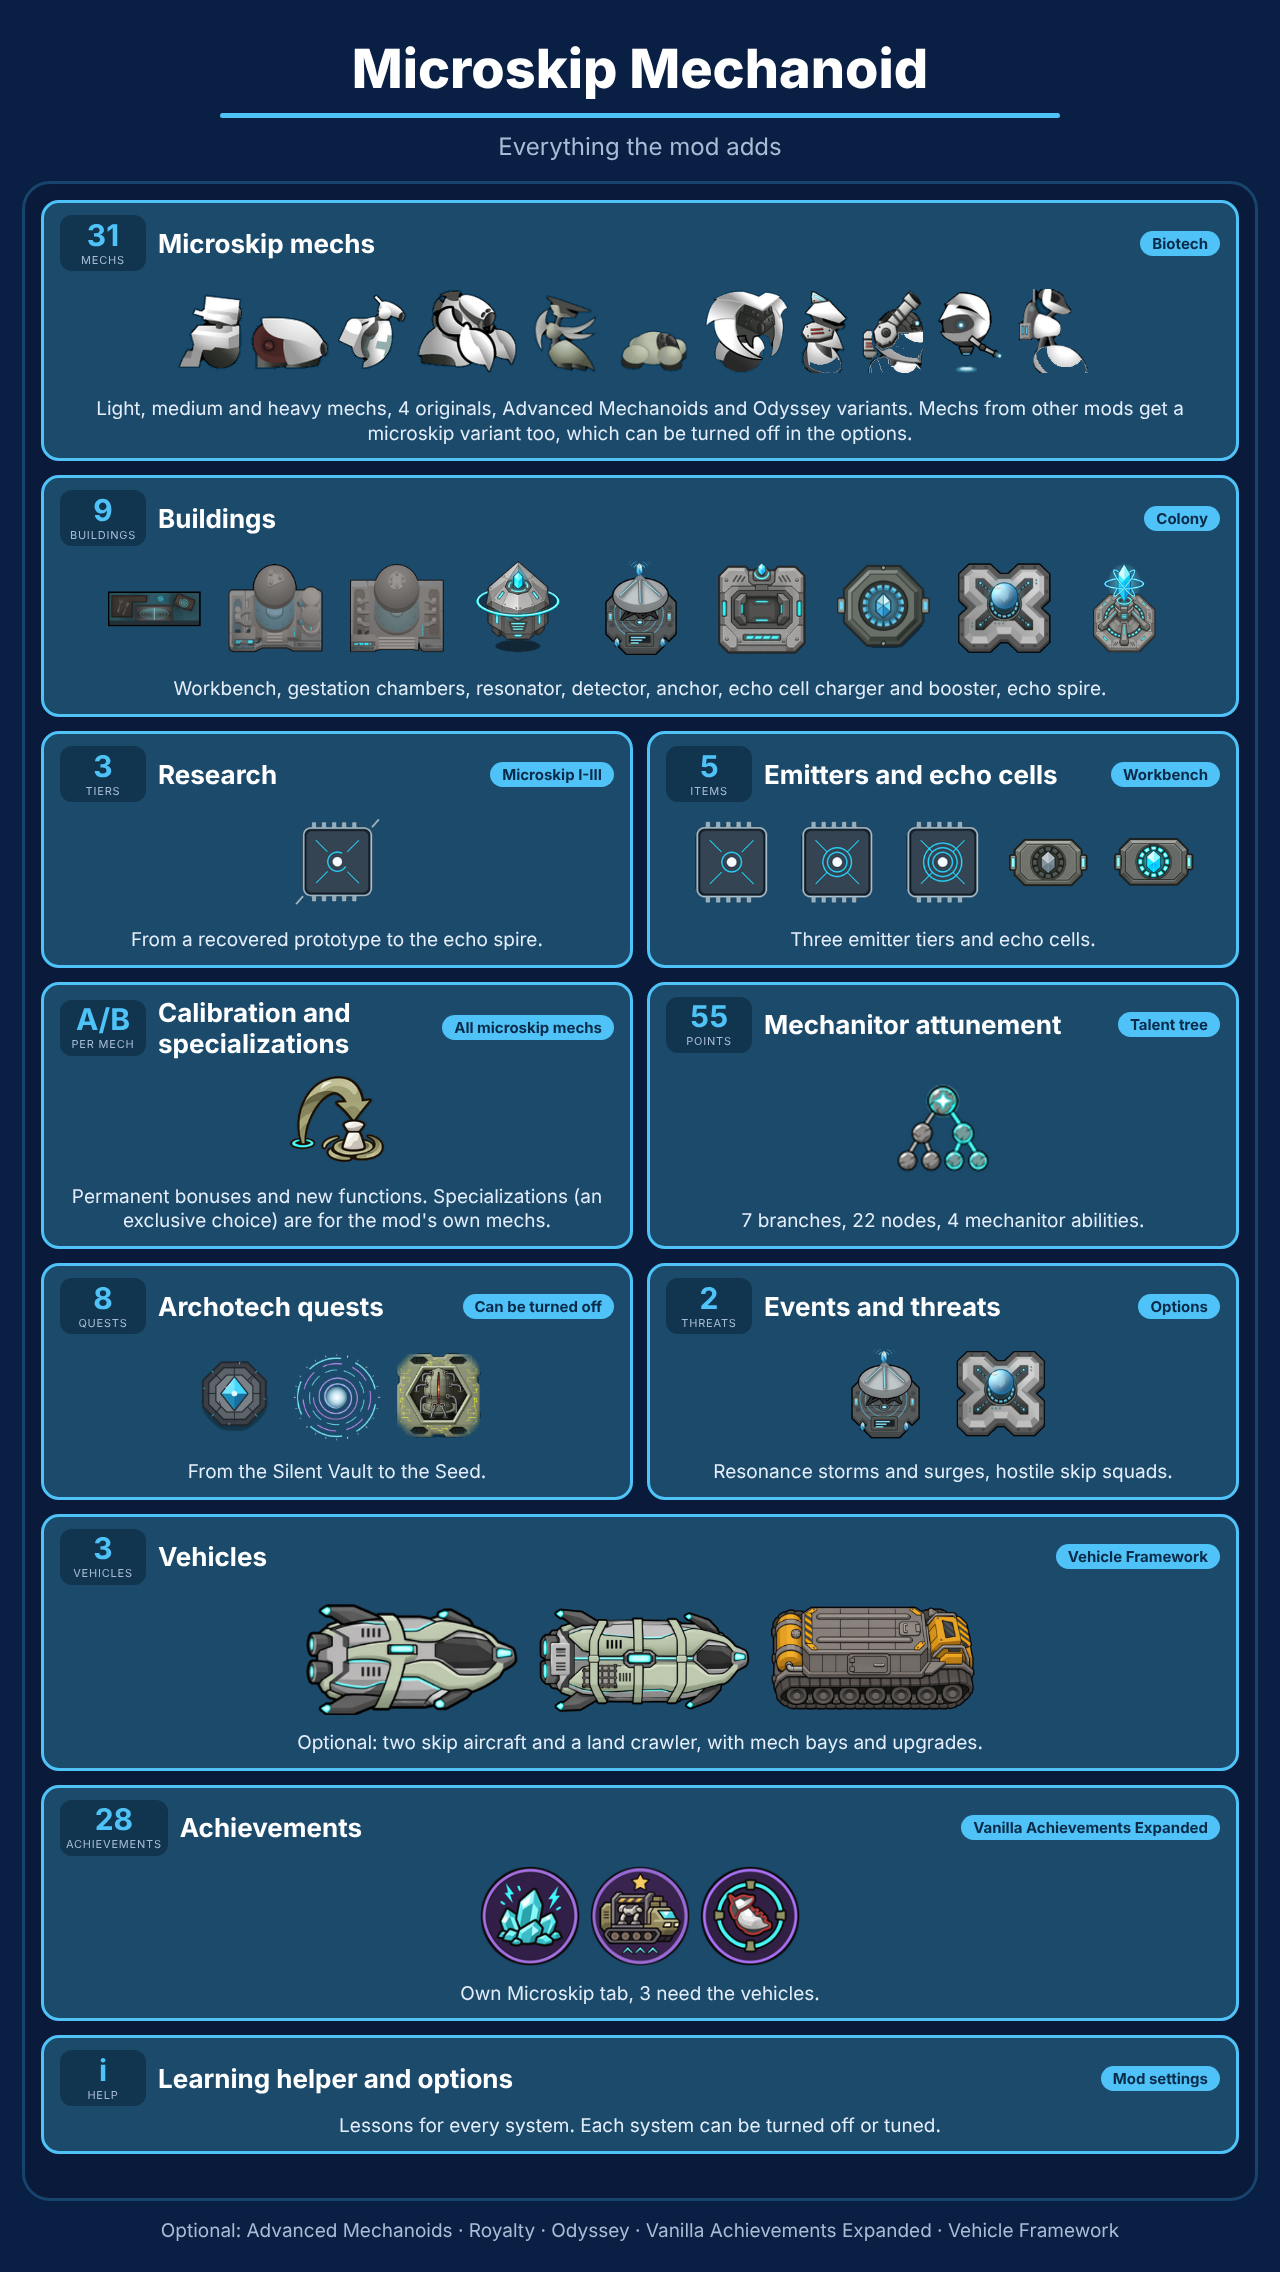 Microskip Mechanoid
Everything the mod adds
31
MECHS
Microskip mechs
Biotech
Light, medium and heavy mechs, 4 originals, Advanced Mechanoids and Odyssey variants. Mechs from other mods get a
microskip variant too, which can be turned off in the options.
9
BUILDINGS
Buildings
Colony
Workbench, gestation chambers, resonator, detector, anchor, echo cell charger and booster, echo spire.
3
TIERS
Research
Microskip I-III
From a recovered prototype to the echo spire.
5
ITEMS
Emitters and echo cells
Workbench
Three emitter tiers and echo cells.
A/B
PER MECH
Calibration and
specializations
All microskip mechs
Permanent bonuses and new functions. Specializations (an
exclusive choice) are for the mod's own mechs.
55
POINTS
Mechanitor attunement
Talent tree
7 branches, 22 nodes, 4 mechanitor abilities.
8
QUESTS
Archotech quests
Can be turned off
From the Silent Vault to the Seed.
2
THREATS
Events and threats
Options
Resonance storms and surges, hostile skip squads.
3
VEHICLES
Vehicles
Vehicle Framework
Optional: two skip aircraft and a land crawler, with mech bays and upgrades.
28
ACHIEVEMENTS
Achievements
Vanilla Achievements Expanded
Own Microskip tab, 3 need the vehicles.
i
HELP
Learning helper and options
Mod settings
Lessons for every system. Each system can be turned off or tuned.
Optional: Advanced Mechanoids · Royalty · Odyssey · Vanilla Achievements Expanded · Vehicle Framework